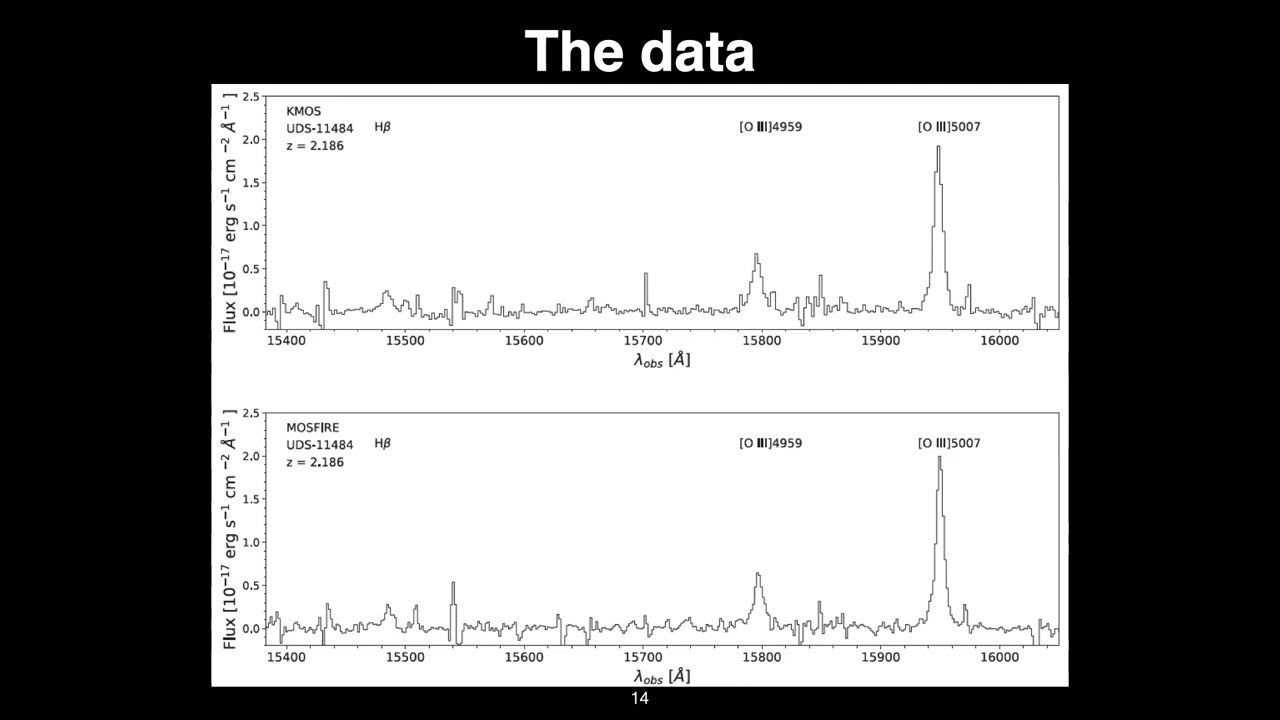 The data
KMOS
UDS-11484 Hβ [O III]4959 [O III]5007
z = 2.186
Flux [10⁻¹⁷ erg s⁻¹ cm⁻² Å⁻¹]
2.5
2.0
1.5
1.0
0.5
0.0
15400 15500 15600 15700 15800 15900 16000
λobs [Å]
MOSFIRE
UDS-11484 Hβ [O III]4959 [O III]5007
z = 2.186
Flux [10⁻¹⁷ erg s⁻¹ cm⁻² Å⁻¹]
2.5
2.0
1.5
1.0
0.5
0.0
15400 15500 15600 15700 15800 15900 16000
λobs [Å]
14